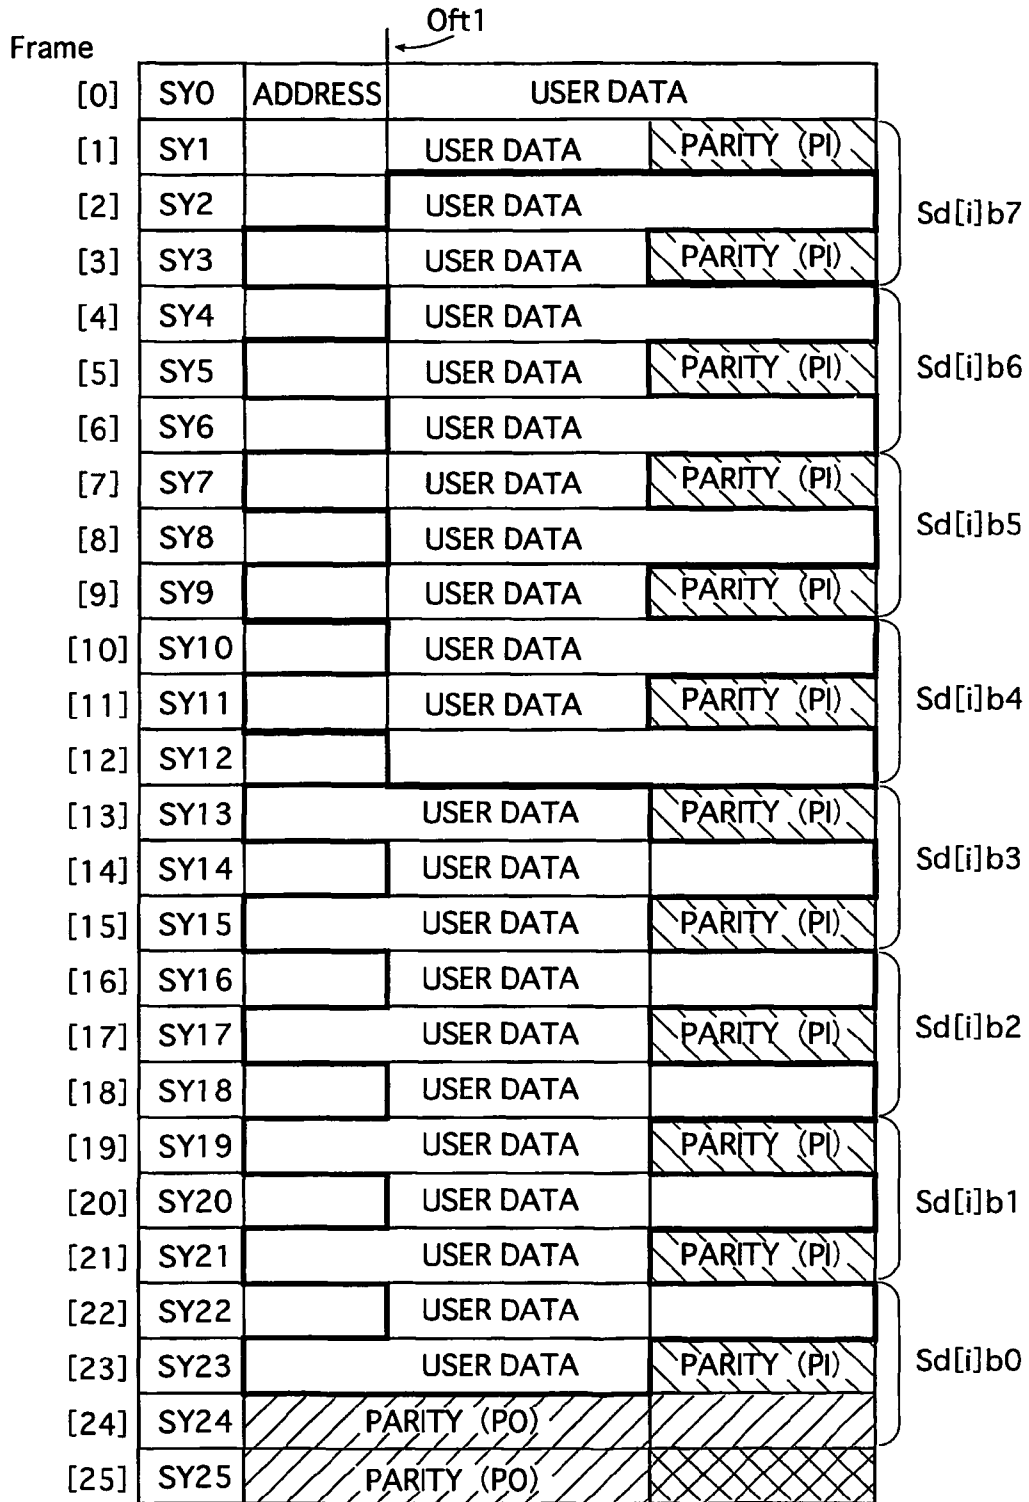 Oft1
Frame
[0] SY0 ADDRESS USER DATA
[1] SY1 USER DATA PARITY (PI)
[2] SY2 USER DATA Sd[i]b7
[3] SY3 USER DATA PARITY (PI)
[4] SY4 USER DATA
[5] SY5 USER DATA PARITY (PI) Sd[i]b6
[6] SY6 USER DATA
[7] SY7 USER DATA PARITY (PI)
[8] SY8 USER DATA Sd[i]b5
[9] SY9 USER DATA PARITY (PI)
[10] SY10 USER DATA
[11] SY11 USER DATA PARITY (PI) Sd[i]b4
[12] SY12
[13] SY13 USER DATA PARITY (PI)
[14] SY14 USER DATA Sd[i]b3
[15] SY15 USER DATA PARITY (PI)
[16] SY16 USER DATA
[17] SY17 USER DATA PARITY (PI) Sd[i]b2
[18] SY18 USER DATA
[19] SY19 USER DATA PARITY (PI)
[20] SY20 USER DATA Sd[i]b1
[21] SY21 USER DATA PARITY (PI)
[22] SY22 USER DATA
[23] SY23 USER DATA PARITY (PI) Sd[i]b0
[24] SY24 PARITY (PO)
[25] SY25 PARITY (PO)